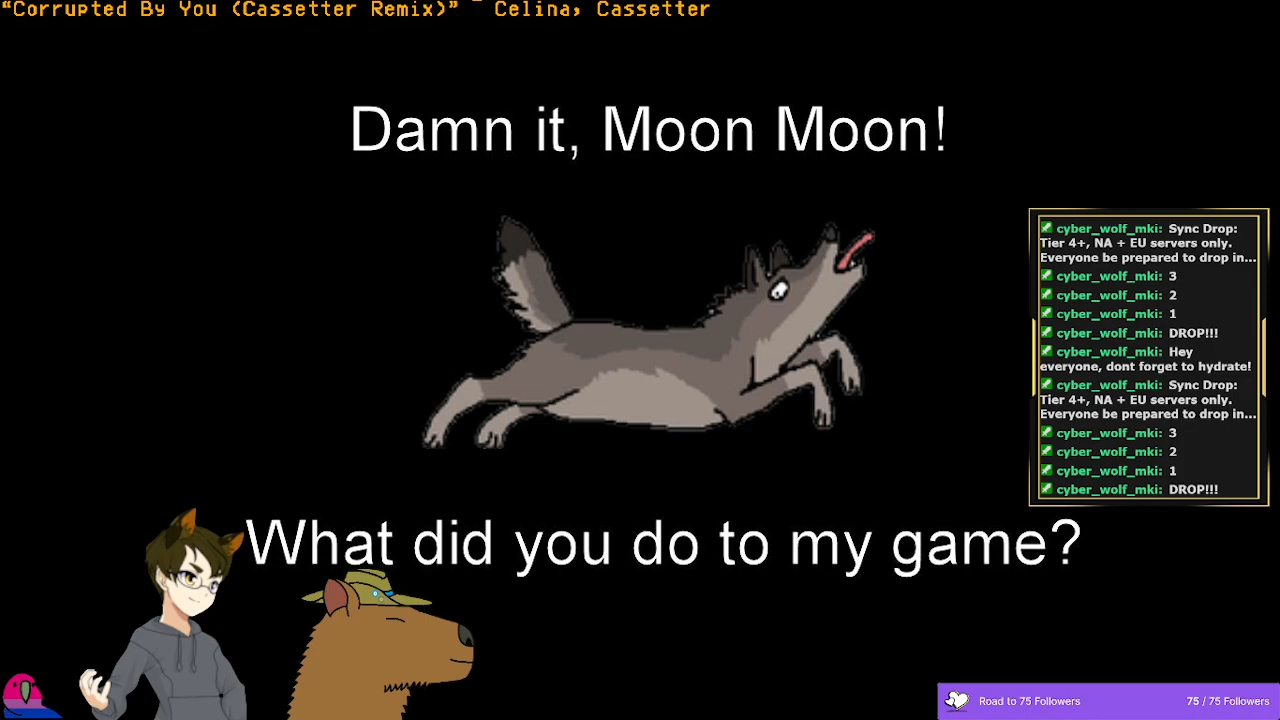 “Corrupted By You (Cassetter Remix)” ~ Celina, Cassetter
Damn it, Moon Moon!
cyber_wolf_mki: Sync Drop:
Tier 4+, NA + EU servers only.
Everyone be prepared to drop in...
cyber_wolf_mki: 3
cyber_wolf_mki: 2
cyber_wolf_mki: 1
cyber_wolf_mki: DROP!!!
cyber_wolf_mki: Hey
everyone, dont forget to hydrate!
cyber_wolf_mki: Sync Drop:
Tier 4+, NA + EU servers only.
Everyone be prepared to drop in...
cyber_wolf_mki: 3
cyber_wolf_mki: 2
cyber_wolf_mki: 1
cyber_wolf_mki: DROP!!!
What did you do to my game?
Road to 75 Followers 75 / 75 Followers